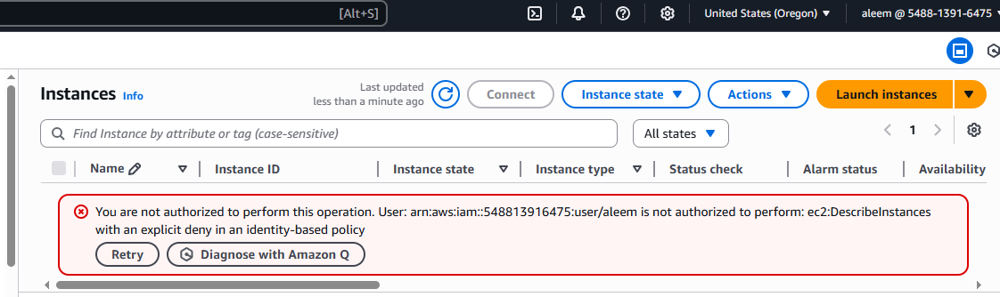 [Alt+S]
United States (Oregon)
aleem @ 5488-1391-6475
Instances Info
Last updated
less than a minute ago
Connect
Instance state
Actions
Launch instances
Find Instance by attribute or tag (case-sensitive)
All states
1
Name
Instance ID
Instance state
Instance type
Status check
Alarm status
Availability
You are not authorized to perform this operation. User: arn:aws:iam::548813916475:user/aleem is not authorized to perform: ec2:DescribeInstances
with an explicit deny in an identity-based policy
Retry
Diagnose with Amazon Q